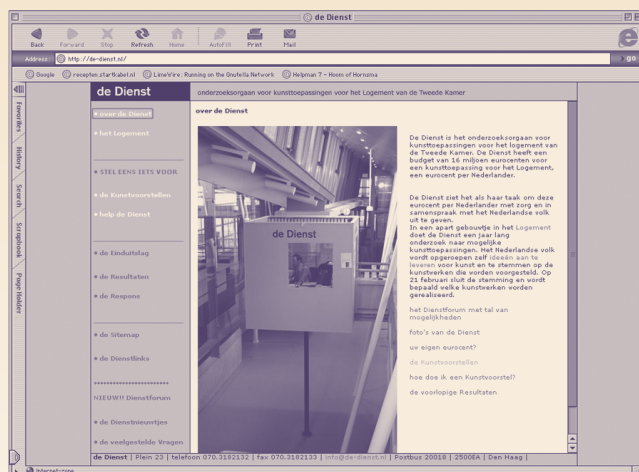 de Dienst
Back Forward Stop Refresh Home AutoFill Print Mail
Address: http://de-dienst.nl/ go
Google recepten.startkabel.nl LimeWire: Running on the Gnutella Network Helpman 7 - Hoem of Hornsma
Favorites
History
Search
Scrapbook
Page Holder
de Dienst onderzoeksorgaan voor kunsttoepassingen voor het Logement van de Tweede Kamer
over de Dienst
het Logement
STEL EENS IETS VOOR
de Kunstvoorstellen
help de Dienst
de Einduitslag
de Resultaten
de Respons
de Sitemap
de Dienstlinks
************************
NIEUW!! Dienstforum
de Dienstnieuwtjes
de veelgestelde Vragen
over de Dienst
de Dienst
De Dienst is het onderzoeksorgaan voor
kunsttoepassingen voor het logement van
de Tweede Kamer. De Dienst heeft een
budget van 16 miljoen eurocenten voor
een kunsttoepassing voor het Logement,
een eurocent per Nederlander.
De Dienst ziet het als haar taak om deze
eurocent per Nederlander met zorg en in
samenspraak met het Nederlandse volk
uit te geven.
In een apart gebouwtje in het Logement
doet de Dienst een jaar lang
onderzoek naar mogelijke
kunsttoepassingen. Het Nederlandse volk
wordt opgeroepen zelf ideeën aan te
leveren voor kunst en te stemmen op de
kunstwerken die worden voorgesteld. Op
21 februari sluit de stemming en wordt
bepaald welke kunstwerken worden
gerealiseerd.
het Dienstforum met tal van
mogelijkheden
foto's van de Dienst
uw eigen eurocent?
de Kunstvoorstellen
hoe doe ik een Kunstvoorstel?
de voorlopige Resultaten
de Dienst | Plein 23 | telefoon 070.3182132 | fax 070.3182133 | info@de-dienst.nl | Postbus 20018 | 2500EA | Den Haag |
Internet-zone